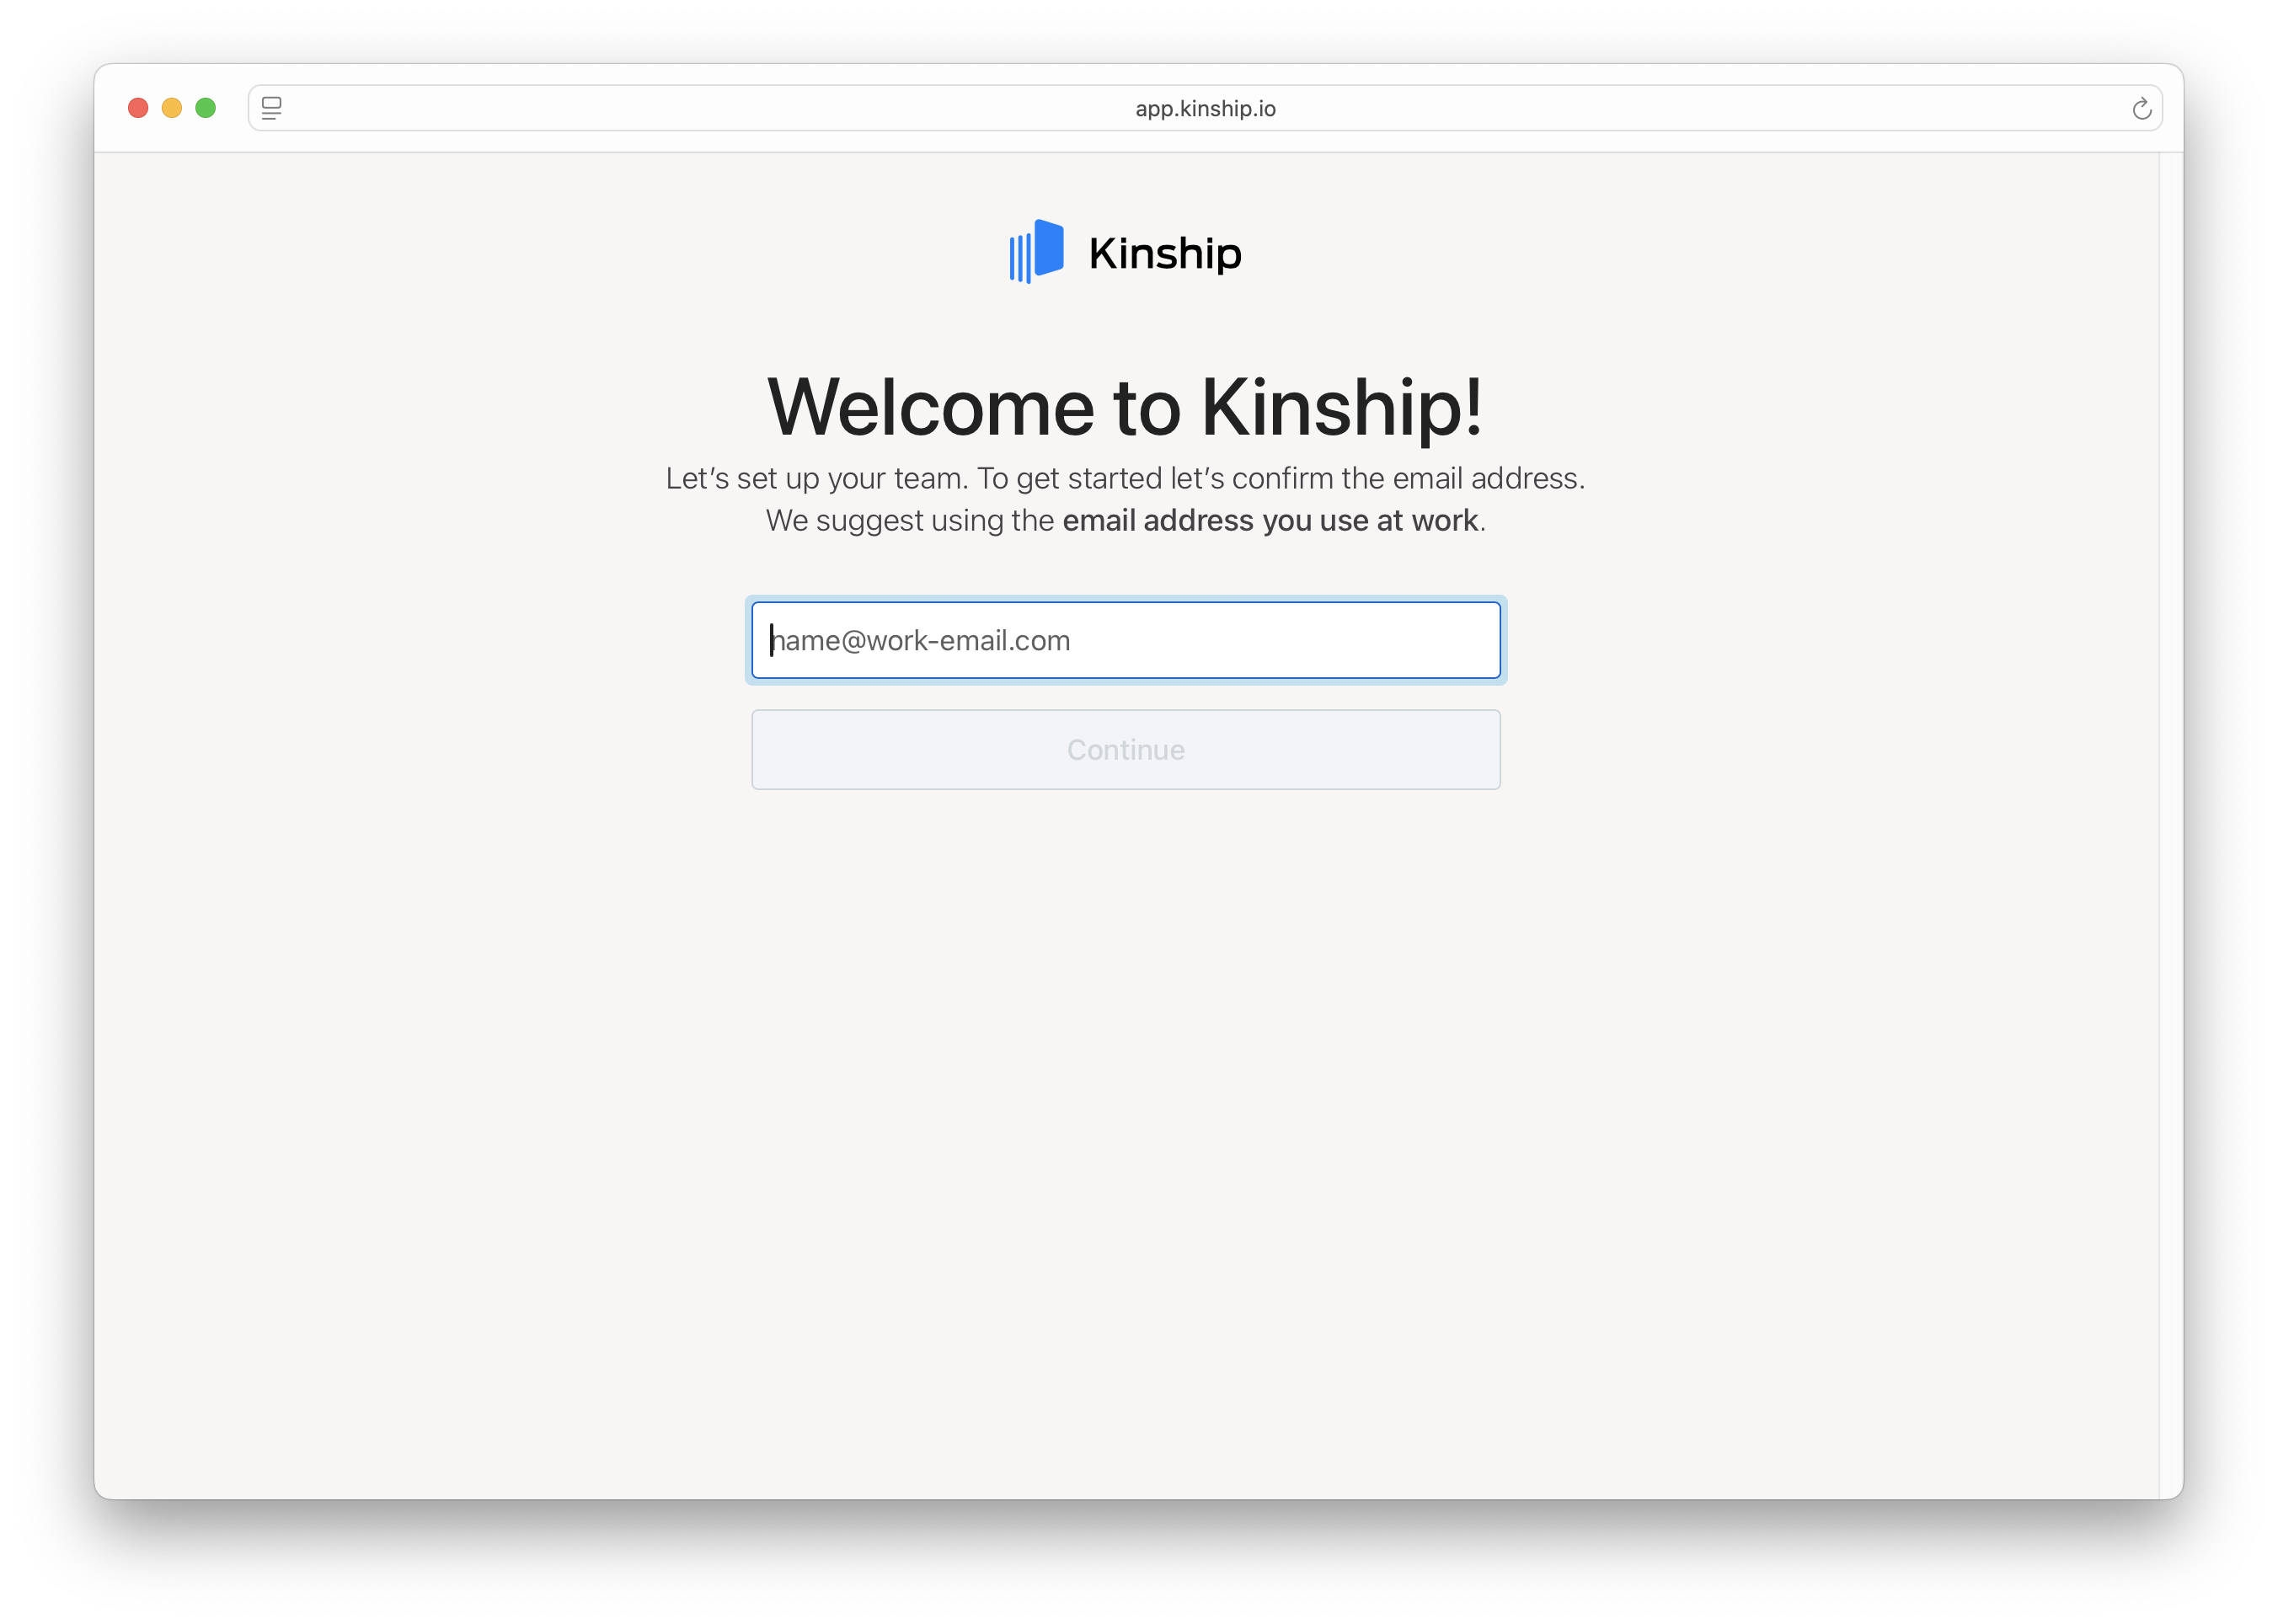 app.kinship.io
Kinship
Welcome to Kinship!
Let’s set up your team. To get started let’s confirm the email address.
We suggest using the email address you use at work.
name@work-email.com
Continue